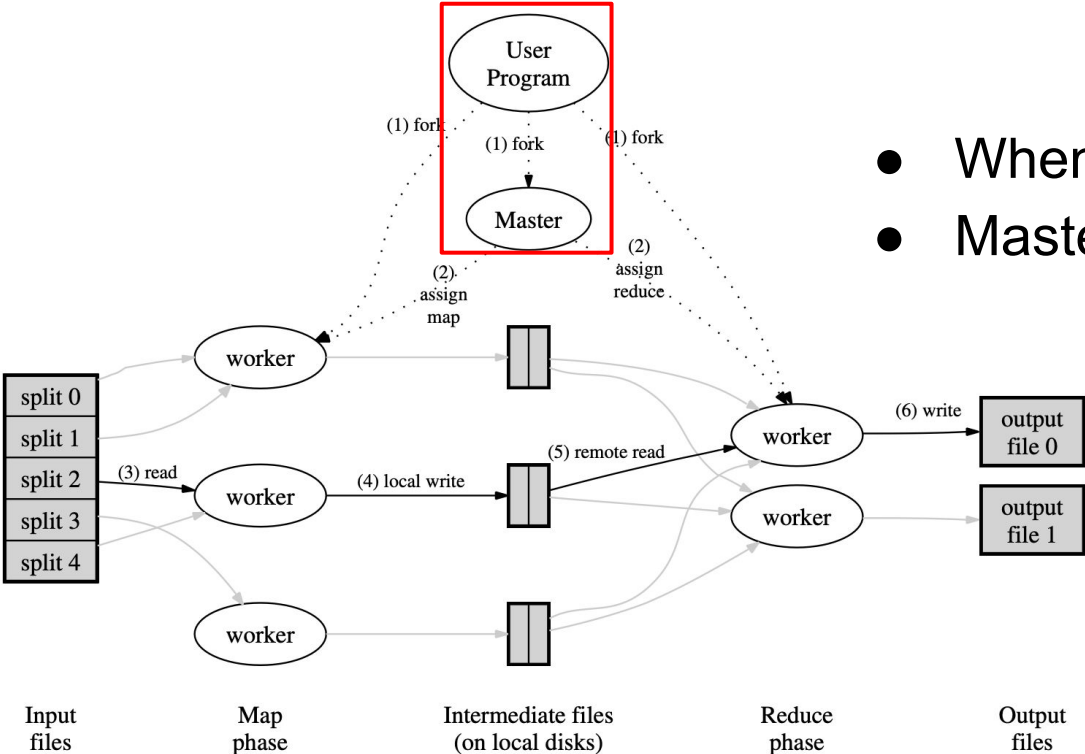 User
Program
(1) fork
(1) fork
(1) fork
● When
● Maste
Master
(2)
assign
map
(2)
assign
reduce
worker
split 0
split 1
split 2
split 3
split 4
(3) read
worker
(4) local write
(5) remote read
worker
(6) write
output
file 0
worker
output
file 1
worker
Input
files
Map
phase
Intermediate files
(on local disks)
Reduce
phase
Output
files